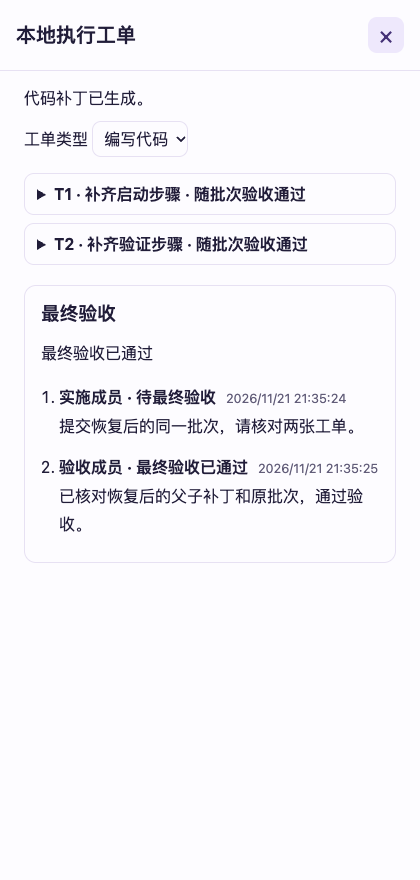 本地执行工单
×
代码补丁已生成。
工单类型 编写代码
▶ T1 · 补齐启动步骤 · 随批次验收通过
▶ T2 · 补齐验证步骤 · 随批次验收通过
最终验收
最终验收已通过
1. 实施成员 · 待最终验收 2026/11/21 21:35:24
提交恢复后的同一批次，请核对两张工单。
2. 验收成员 · 最终验收已通过 2026/11/21 21:35:25
已核对恢复后的父子补丁和原批次，通过验
收。